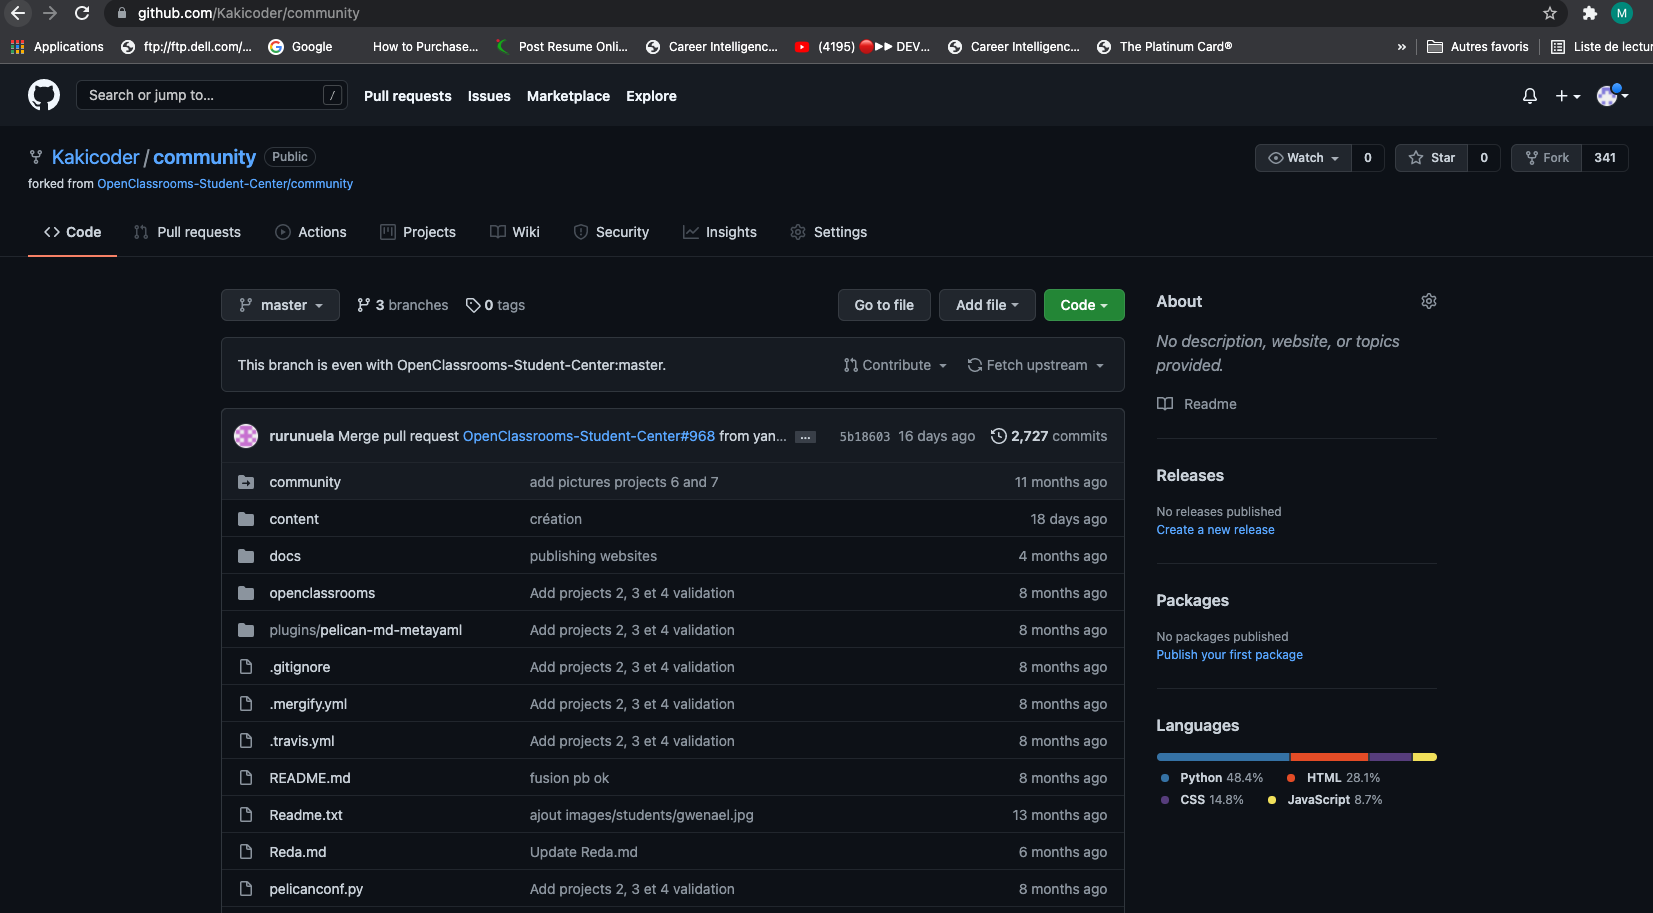 github.com/Kakicoder/community
M
Applications
ftp://ftp.dell.com/...
Google
How to Purchase...
Post Resume Onli...
Career Intelligenc...
(4195) 🔴▶▶ DEV...
Career Intelligenc...
The Platinum Card®
»
Autres favoris
Liste de lectur
Search or jump to...
/
Pull requests
Issues
Marketplace
Explore
Kakicoder/community
Public
Watch
0
Star
0
Fork
341
forked from OpenClassrooms-Student-Center/community
Code
Pull requests
Actions
Projects
Wiki
Security
Insights
Settings
master
3 branches
0 tags
Go to file
Add file
Code
This branch is even with OpenClassrooms-Student-Center:master.
Contribute
Fetch upstream
rurunuela Merge pull request OpenClassrooms-Student-Center#968 from yan... ...
5b18603 16 days ago
2,727 commits
community add pictures projects 6 and 7 11 months ago
content création 18 days ago
docs publishing websites 4 months ago
openclassrooms Add projects 2, 3 et 4 validation 8 months ago
plugins/pelican-md-metayaml Add projects 2, 3 et 4 validation 8 months ago
.gitignore Add projects 2, 3 et 4 validation 8 months ago
.mergify.yml Add projects 2, 3 et 4 validation 8 months ago
.travis.yml Add projects 2, 3 et 4 validation 8 months ago
README.md fusion pb ok 8 months ago
Readme.txt ajout images/students/gwenael.jpg 13 months ago
Reda.md Update Reda.md 6 months ago
pelicanconf.py Add projects 2, 3 et 4 validation 8 months ago
About
No description, website, or topics
provided.
Readme
Releases
No releases published
Create a new release
Packages
No packages published
Publish your first package
Languages
Python 48.4%
HTML 28.1%
CSS 14.8%
JavaScript 8.7%